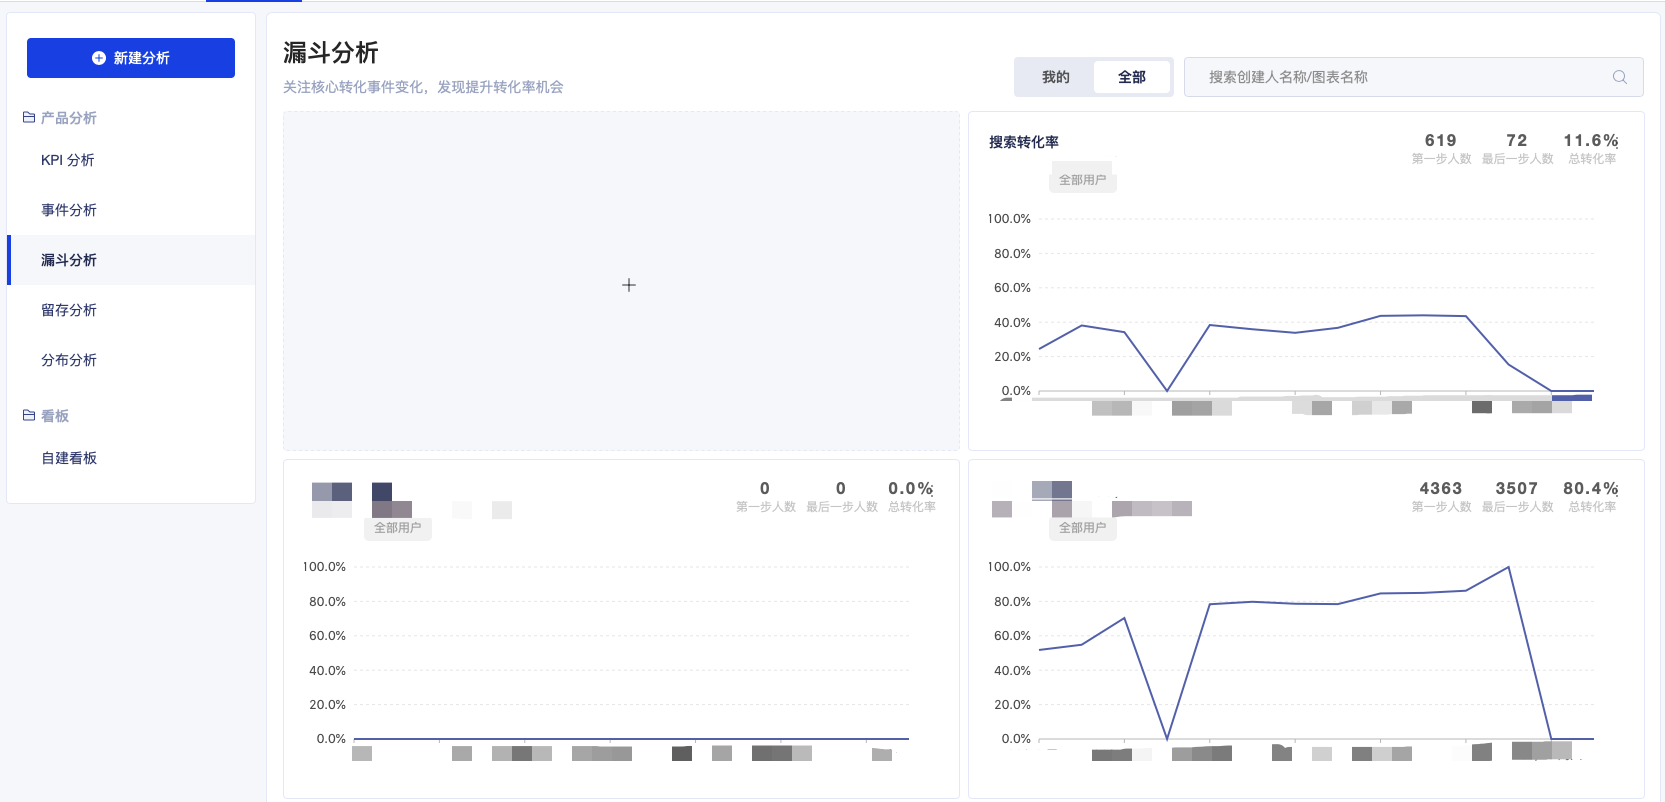 新建分析
产品分析
KPI 分析
事件分析
漏斗分析
留存分析
分布分析
看板
自建看板
漏斗分析
关注核心转化事件变化，发现提升转化率机会
我的 全部
搜索创建人名称/图表名称
搜索转化率
619 72 11.6%
第一步人数 最后一步人数 总转化率
全部用户
100.0%
80.0%
60.0%
40.0%
20.0%
0.0%
0 0 0.0%
第一步人数 最后一步人数 总转化率
全部用户
100.0%
80.0%
60.0%
40.0%
20.0%
0.0%
4363 3507 80.4%
第一步人数 最后一步人数 总转化率
全部用户
100.0%
80.0%
60.0%
40.0%
20.0%
0.0%